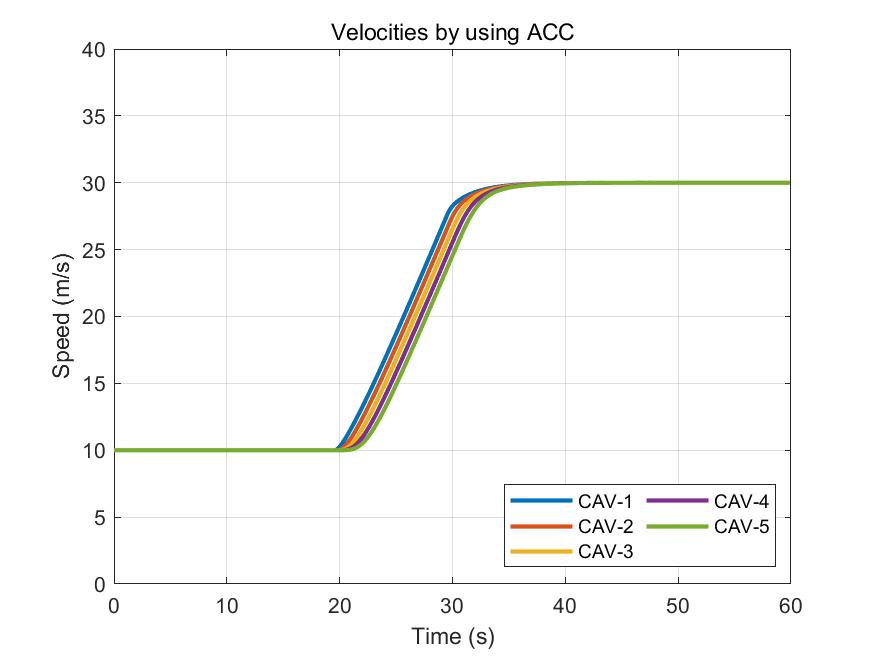 Velocities by using ACC
40
35
30
25
20
15
10
5
0
Speed (m/s)
CAV-1 CAV-4
CAV-2 CAV-5
CAV-3
0 10 20 30 40 50 60
Time (s)